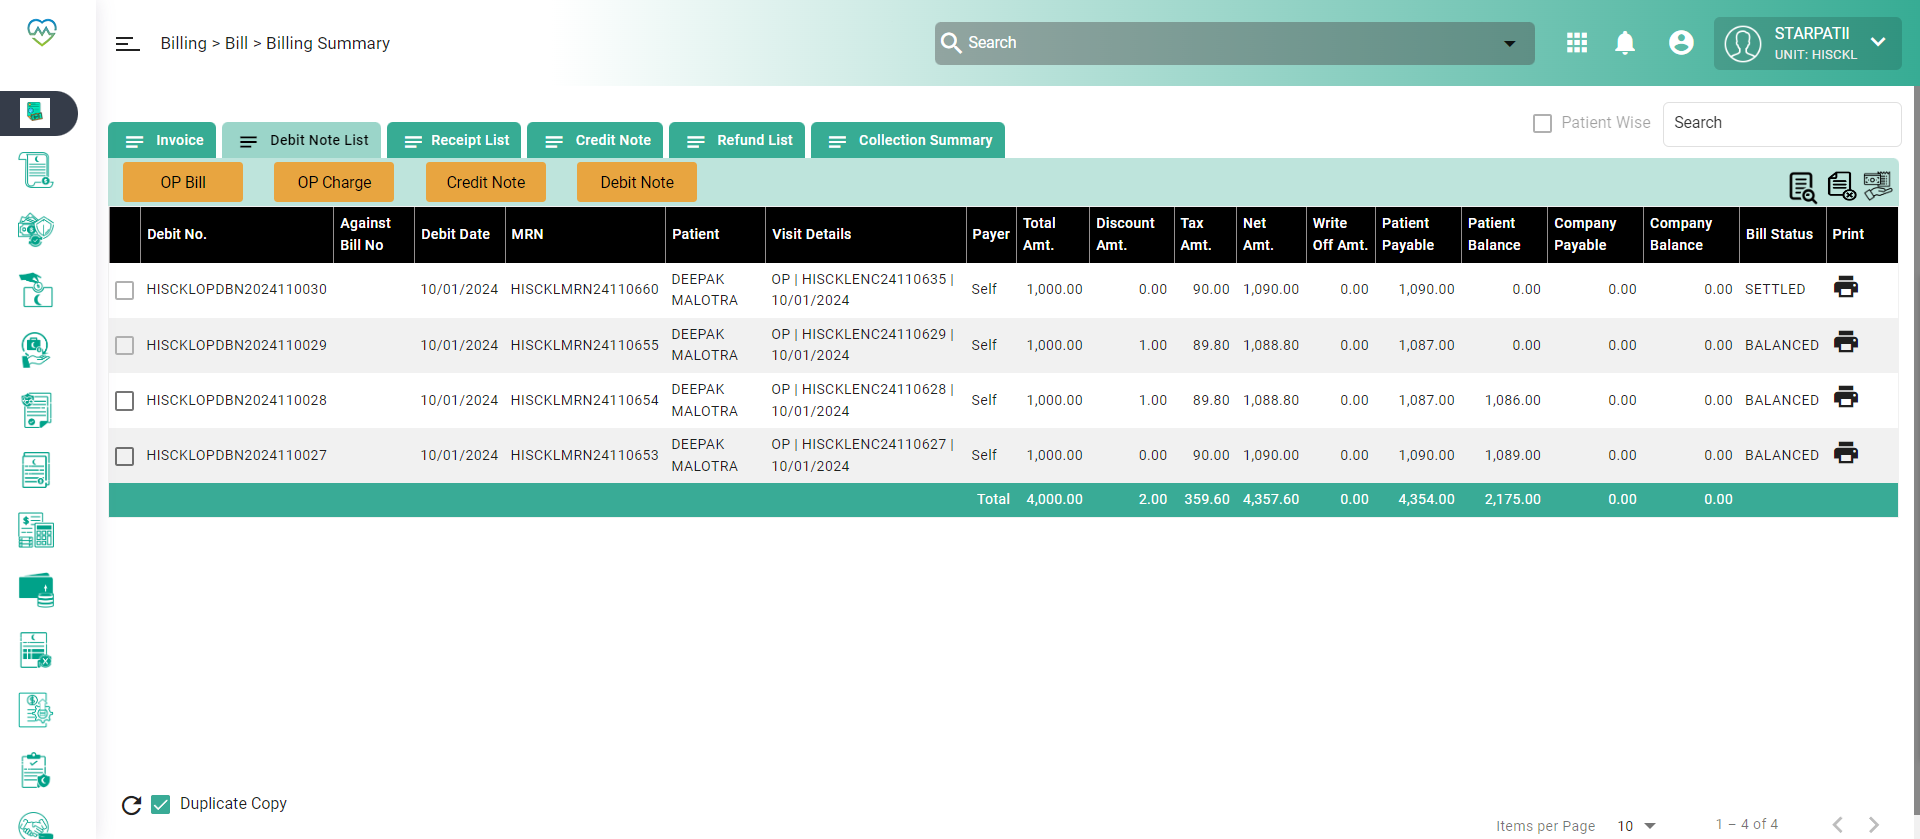 Billing > Bill > Billing Summary
Search
STARPATII
UNIT: HISCKL
Invoice
Debit Note List
Receipt List
Credit Note
Refund List
Collection Summary
Patient Wise
Search
OP Bill
OP Charge
Credit Note
Debit Note
Debit No. Against Bill No Debit Date MRN Patient Visit Details Payer Total Amt. Discount Amt. Tax Amt. Net Amt. Write Off Amt. Patient Payable Patient Balance Company Payable Company Balance Bill Status Print
HISCKLOPDBN2024110030 10/01/2024 HISCKLMRN24110660 DEEPAK MALOTRA OP | HISCKLENC24110635 | 10/01/2024 Self 1,000.00 0.00 90.00 1,090.00 0.00 1,090.00 0.00 0.00 0.00 SETTLED
HISCKLOPDBN2024110029 10/01/2024 HISCKLMRN24110655 DEEPAK MALOTRA OP | HISCKLENC24110629 | 10/01/2024 Self 1,000.00 1.00 89.80 1,088.80 0.00 1,087.00 0.00 0.00 0.00 BALANCED
HISCKLOPDBN2024110028 10/01/2024 HISCKLMRN24110654 DEEPAK MALOTRA OP | HISCKLENC24110628 | 10/01/2024 Self 1,000.00 1.00 89.80 1,088.80 0.00 1,087.00 1,086.00 0.00 0.00 BALANCED
HISCKLOPDBN2024110027 10/01/2024 HISCKLMRN24110653 DEEPAK MALOTRA OP | HISCKLENC24110627 | 10/01/2024 Self 1,000.00 0.00 90.00 1,090.00 0.00 1,090.00 1,089.00 0.00 0.00 BALANCED
Total 4,000.00 2.00 359.60 4,357.60 0.00 4,354.00 2,175.00 0.00 0.00
Duplicate Copy
Items per Page 10 1 – 4 of 4